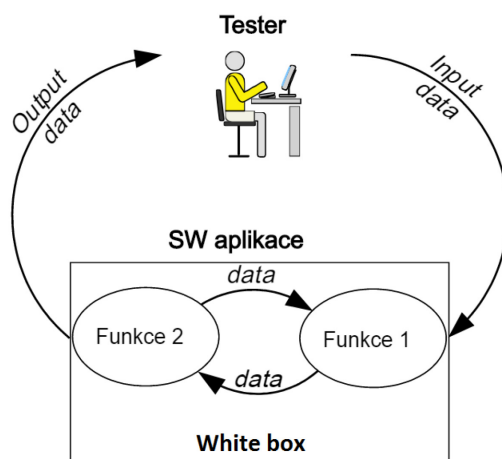 Tester
Output
data
Input
data
SW aplikace
data
Funkce 2
Funkce 1
data
White box